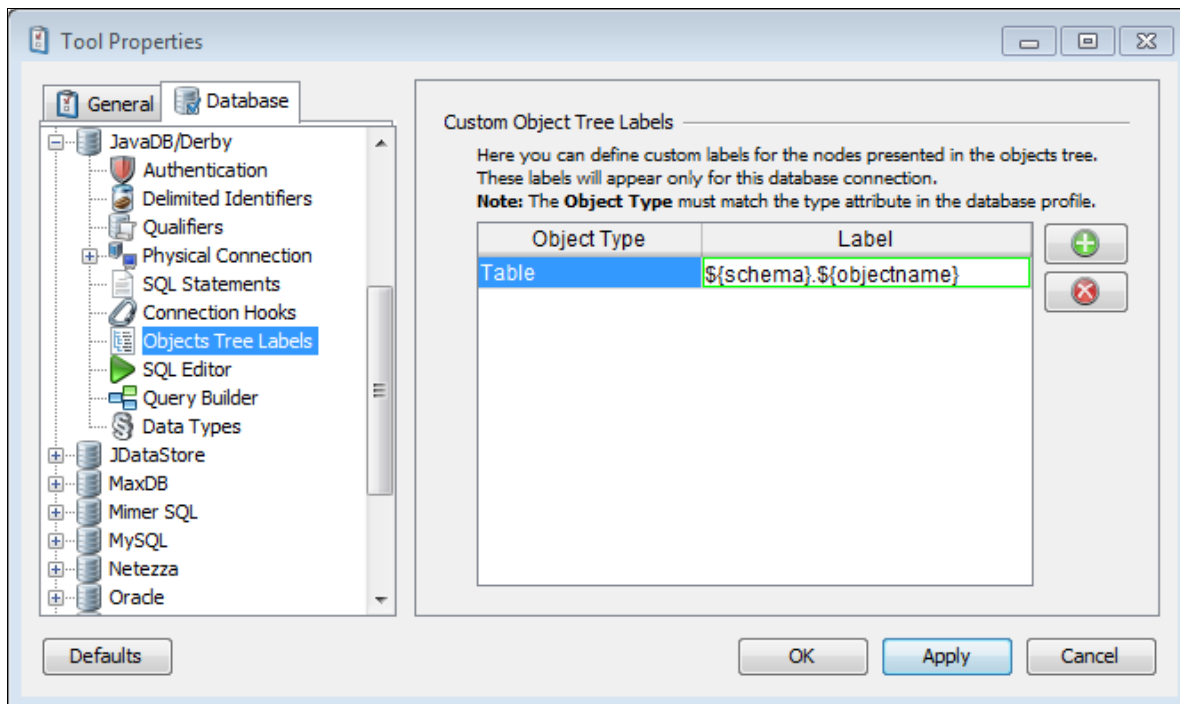 Tool Properties
General
Database
JavaDB/Derby
Authentication
Delimited Identifiers
Qualifiers
Physical Connection
SQL Statements
Connection Hooks
Objects Tree Labels
SQL Editor
Query Builder
Data Types
JDataStore
MaxDB
Mimer SQL
MySQL
Netezza
Oracle
Custom Object Tree Labels
Here you can define custom labels for the nodes presented in the objects tree.
These labels will appear only for this database connection.
Note: The Object Type must match the type attribute in the database profile.
Object Type Label
Table ${schema}.${objectname}
Defaults
OK
Apply
Cancel